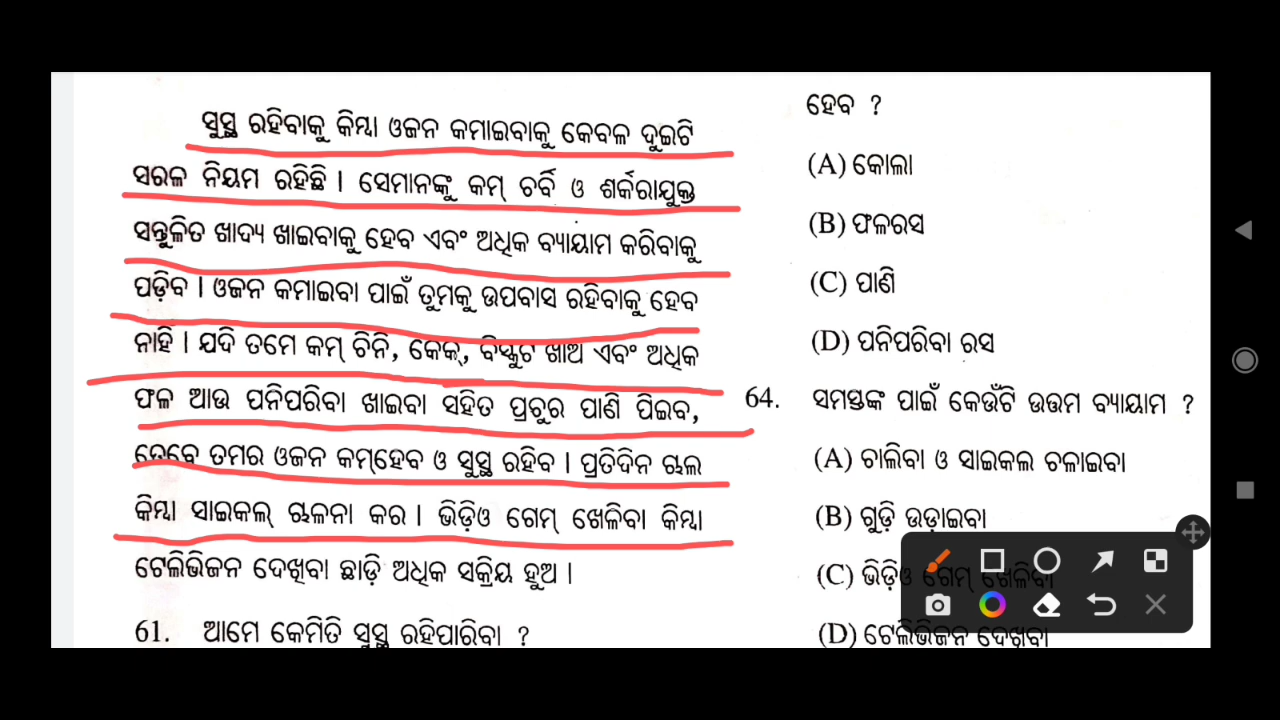 ସୁସ୍ଥ ରହିବାକୁ କିମ୍ବା ଓଜନ କମାଇବାକୁ କେବଳ ଦୁଇଟି
ସରଳ ନିୟମ ରହିଛି । ସେମାନଙ୍କୁ କମ୍ ଚର୍ବି ଓ ଶର୍କରାଯୁକ୍ତ
ସନ୍ତୁଳିତ ଖାଦ୍ୟ ଖାଇବାକୁ ହେବ ଏବଂ ଅଧିକ ବ୍ୟାୟାମ କରିବାକୁ
ପଡ଼ିବ । ଓଜନ କମାଇବା ପାଇଁ ତୁମକୁ ଉପବାସ ରହିବାକୁ ହେବ
ନାହି । ଯଦି ତମେ କମ୍ ଚିନି, କେକ୍, ବିସ୍କୁଟ ଖାଅ ଏବଂ ଅଧିକ
ଫଳ ଆଉ ପନିପରିବା ଖାଇବା ସହିତ ପ୍ରଚୁର ପାଣି ପିଇବ,
ତେବେ ତମର ଓଜନ କମ୍‌ହେବ ଓ ସୁସ୍ଥ ରହିବ । ପ୍ରତିଦିନ ଚାଲ
କିମ୍ବା ସାଇକଲ୍ ଚାଳନା କର । ଭିଡ଼ିଓ ଗେମ୍ ଖେଳିବା କିମ୍ବା
ଟେଲିଭିଜନ ଦେଖିବା ଛାଡ଼ି ଅଧିକ ସକ୍ରିୟ ହୁଅ ।
61. ଆମେ କେମିତି ସୁସ୍ଥ ରହିପାରିବା ?
ହେବ ?
(A) କୋଲା
(B) ଫଳରସ
(C) ପାଣି
(D) ପନିପରିବା ରସ
64. ସମସ୍ତଙ୍କ ପାଇଁ କେଉଁଟି ଉତ୍ତମ ବ୍ୟାୟାମ ?
(A) ଚାଲିବା ଓ ସାଇକଲ ଚଳାଇବା
(B) ଗୁଡ଼ି ଉଡ଼ାଇବା
(C) ଭିଡ଼ିଓ ଗେମ୍ ଖେଳିବା
(D) ଟେଲିଭିଜନ ଦେଖିବା